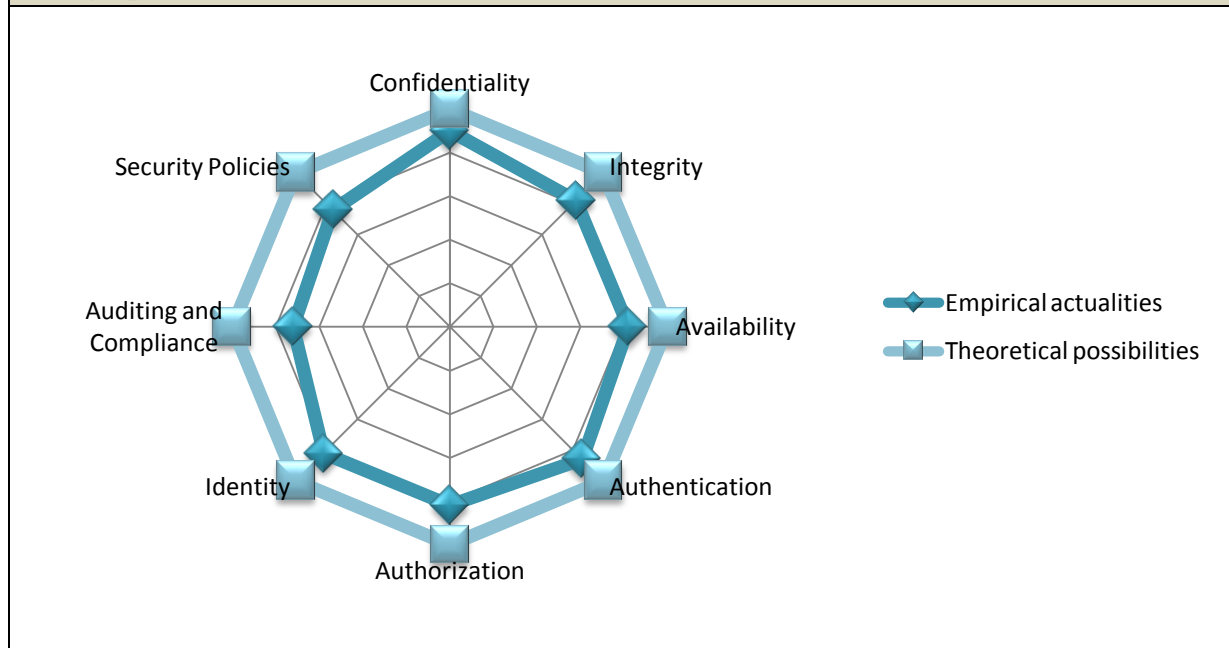 Confidentiality
Security Policies
Integrity
Auditing and
Compliance
Availability
Identity
Authentication
Authorization
Empirical actualities
Theoretical possibilities